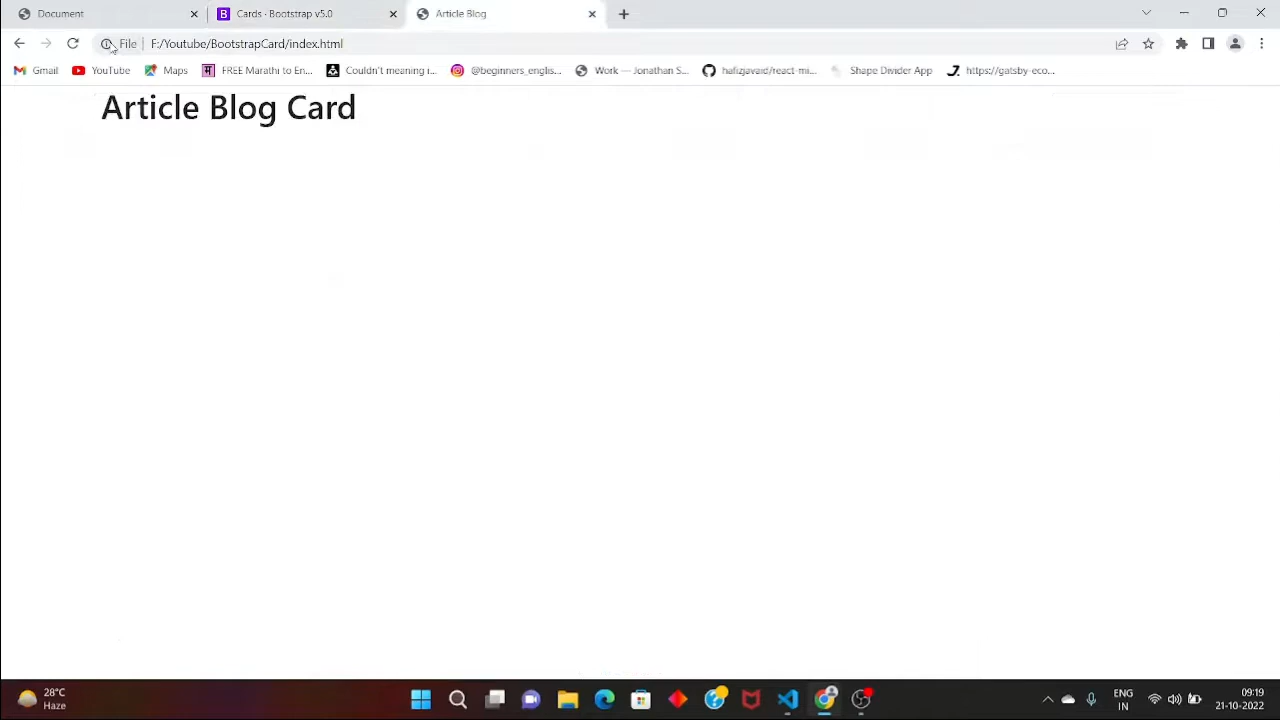 Document
Cards · Bootstrap v5.0
Article Blog
File
F:/Youtube/BootstrapCard/index.html
Gmail
YouTube
Maps
FREE Marathi to En...
Couldn't meaning i...
@beginners_englis...
Work — Jonathan S...
hafizjavaid/react-mi...
Shape Divider App
https://gatsby-eco...
Article Blog Card
28°C
Haze
ENG
IN
09:19
21-10-2022